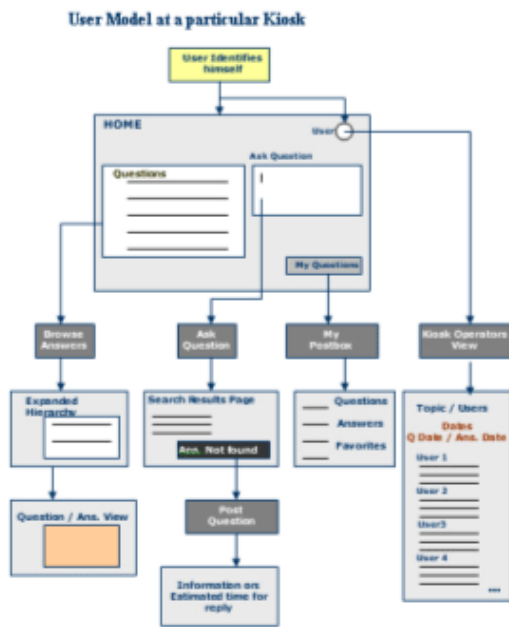 User Model at a particular Kiosk
User Identifies
himself
HOME
User
Ask Question
Questions
My Questions
Browse
Answers
Ask
Question
My
Postbox
Kiosk Operators
View
Expanded
Hierarchy
Search Results Page
Ans. Not found
Questions
Answers
Favorites
Topic / Users
Dates
Q Date / Ans. Date
User 1
User 2
User3
User 4
....
Question / Ans. View
Post
Question
Information on:
Estimated time for
reply